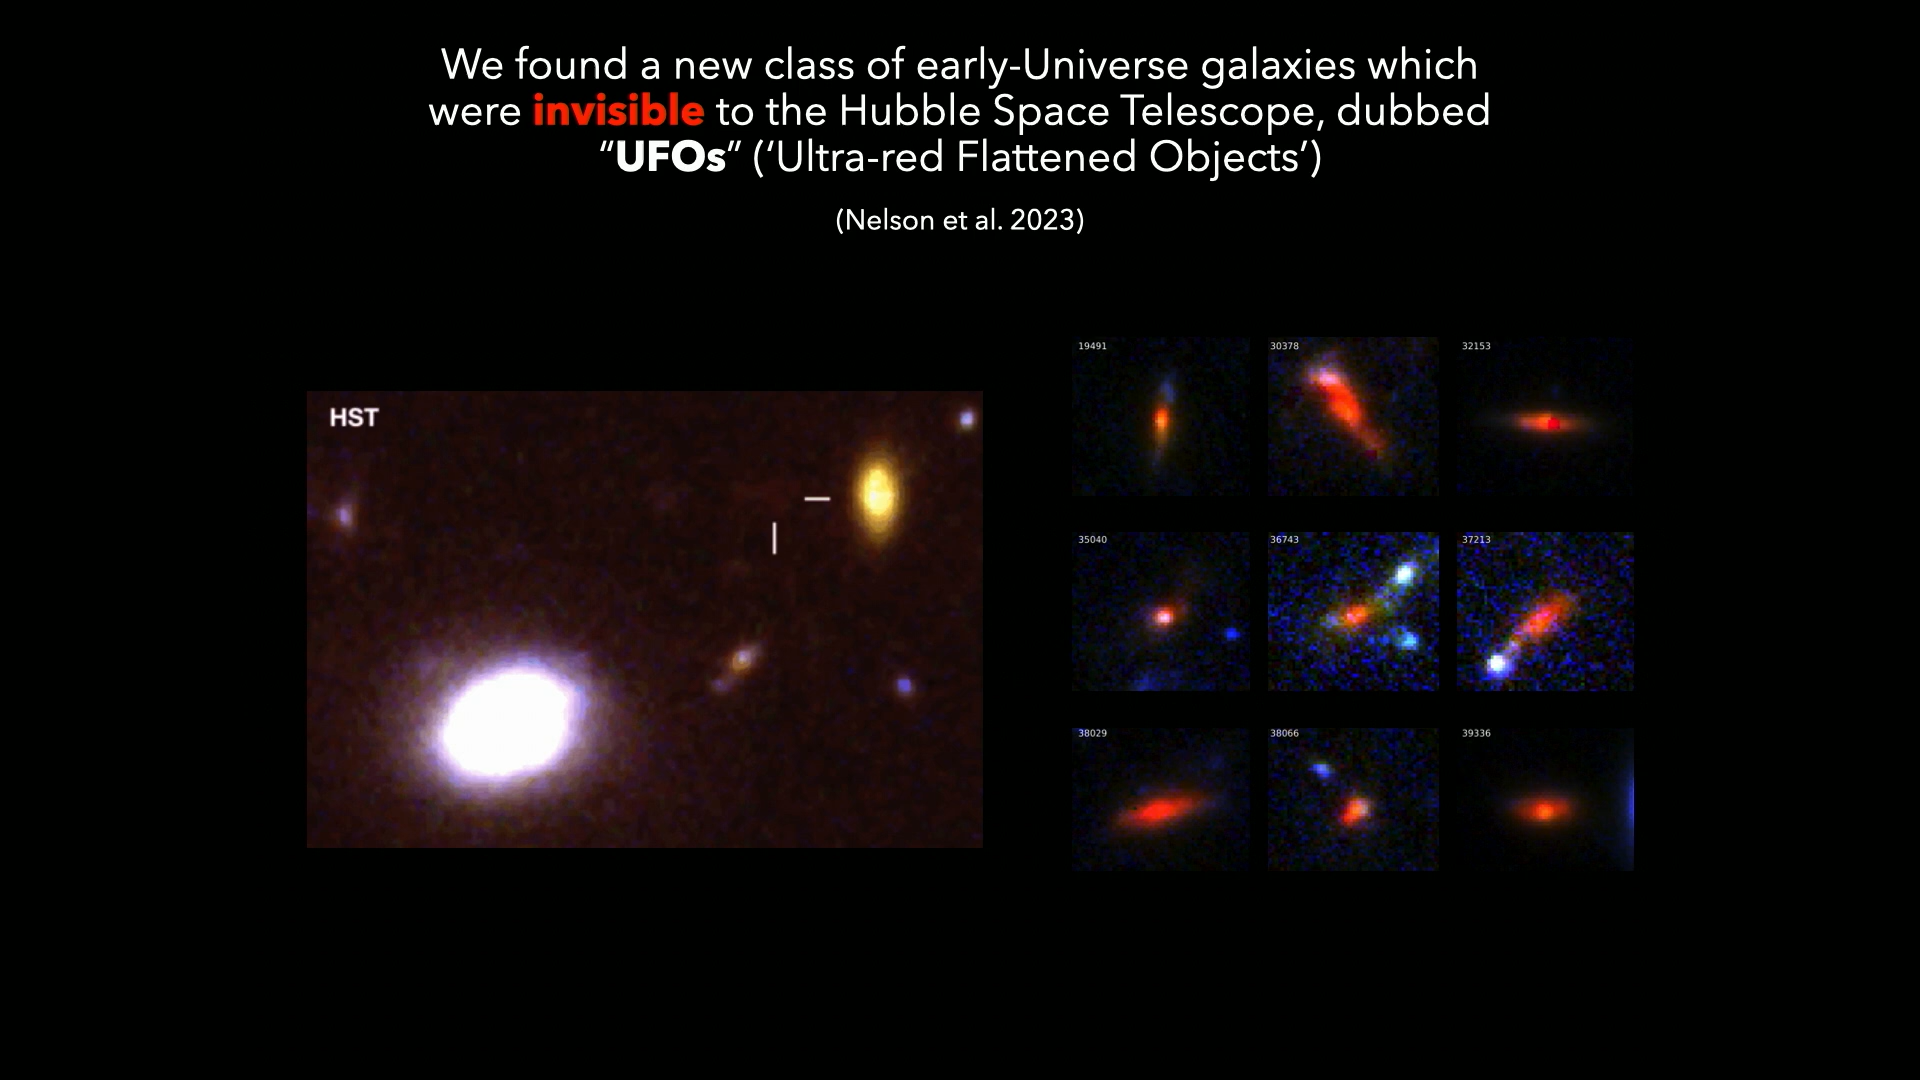 We found a new class of early-Universe galaxies which
were invisible to the Hubble Space Telescope, dubbed
“UFOs” (‘Ultra-red Flattened Objects’)
(Nelson et al. 2023)
HST
19491
30378
32153
35040
36743
37213
38029
38066
39336